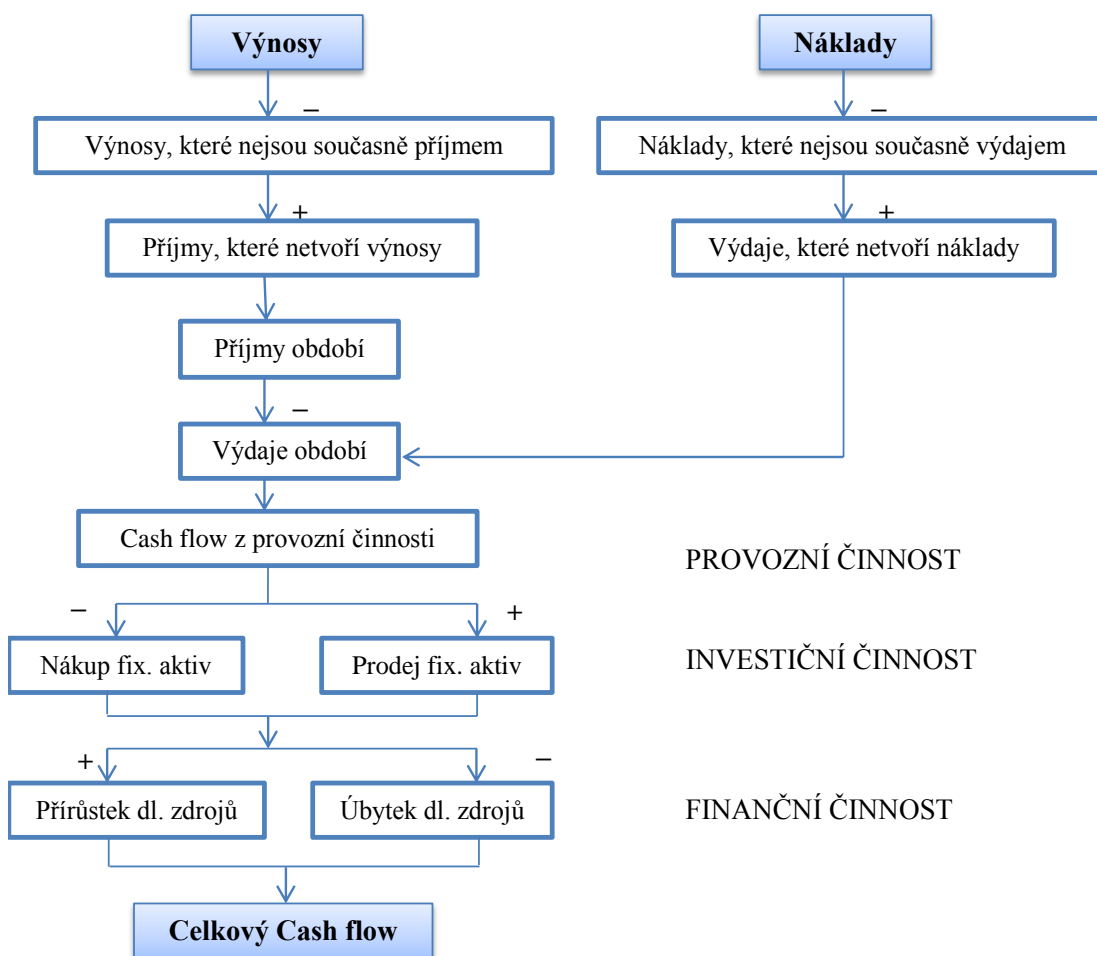 Výnosy
Náklady
–
–
Výnosy, které nejsou současně příjmem
Náklady, které nejsou současně výdajem
+
+
Příjmy, které netvoří výnosy
Výdaje, které netvoří náklady
Příjmy období
–
Výdaje období
Cash flow z provozní činnosti
PROVOZNÍ ČINNOST
–
+
Nákup fix. aktiv
Prodej fix. aktiv
INVESTIČNÍ ČINNOST
+
–
Přírůstek dl. zdrojů
Úbytek dl. zdrojů
FINANČNÍ ČINNOST
Celkový Cash flow